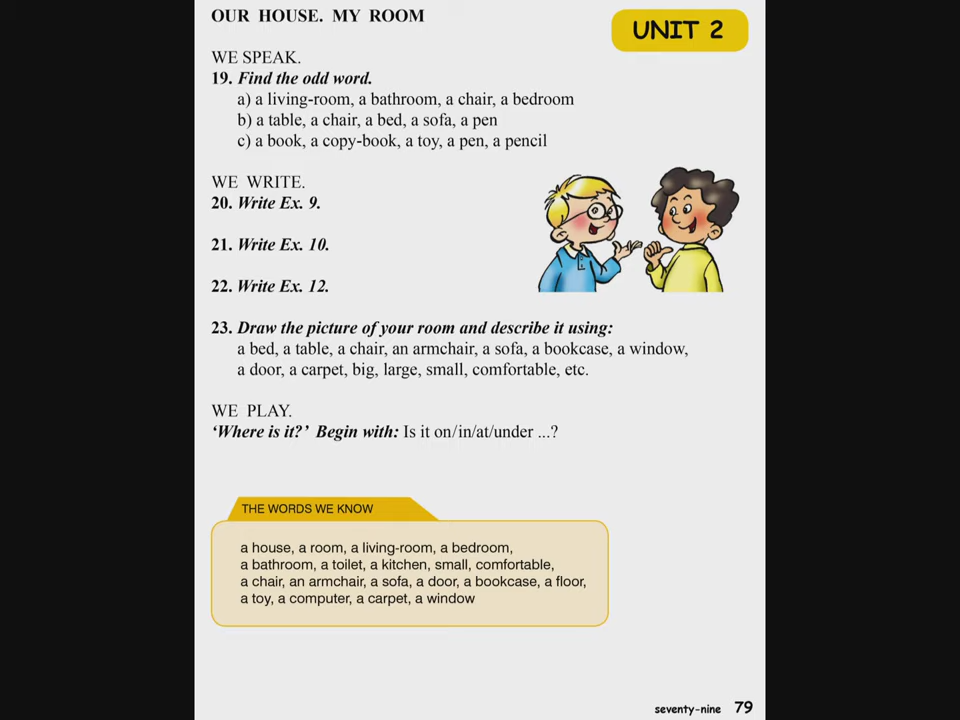 OUR HOUSE. MY ROOM
UNIT 2
WE SPEAK.
19. Find the odd word.
a) a living-room, a bathroom, a chair, a bedroom
b) a table, a chair, a bed, a sofa, a pen
c) a book, a copy-book, a toy, a pen, a pencil
WE WRITE.
20. Write Ex. 9.
21. Write Ex. 10.
22. Write Ex. 12.
23. Draw the picture of your room and describe it using:
a bed, a table, a chair, an armchair, a sofa, a bookcase, a window,
a door, a carpet, big, large, small, comfortable, etc.
WE PLAY.
‘Where is it?’ Begin with: Is it on/in/at/under ...?
THE WORDS WE KNOW
a house, a room, a living-room, a bedroom,
a bathroom, a toilet, a kitchen, small, comfortable,
a chair, an armchair, a sofa, a door, a bookcase, a floor,
a toy, a computer, a carpet, a window
seventy-nine 79